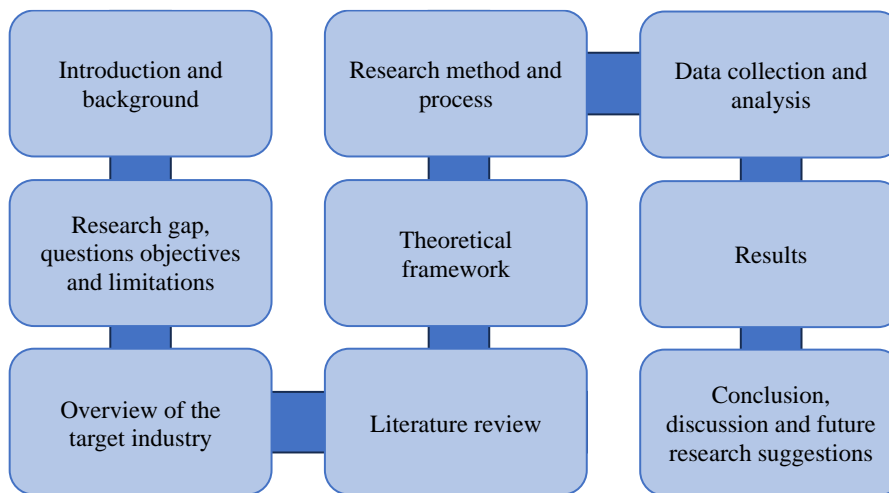 Introduction and
background
Research gap,
questions objectives
and limitations
Overview of the
target industry
Literature review
Theoretical
framework
Research method and
process
Data collection and
analysis
Results
Conclusion,
discussion and future
research suggestions